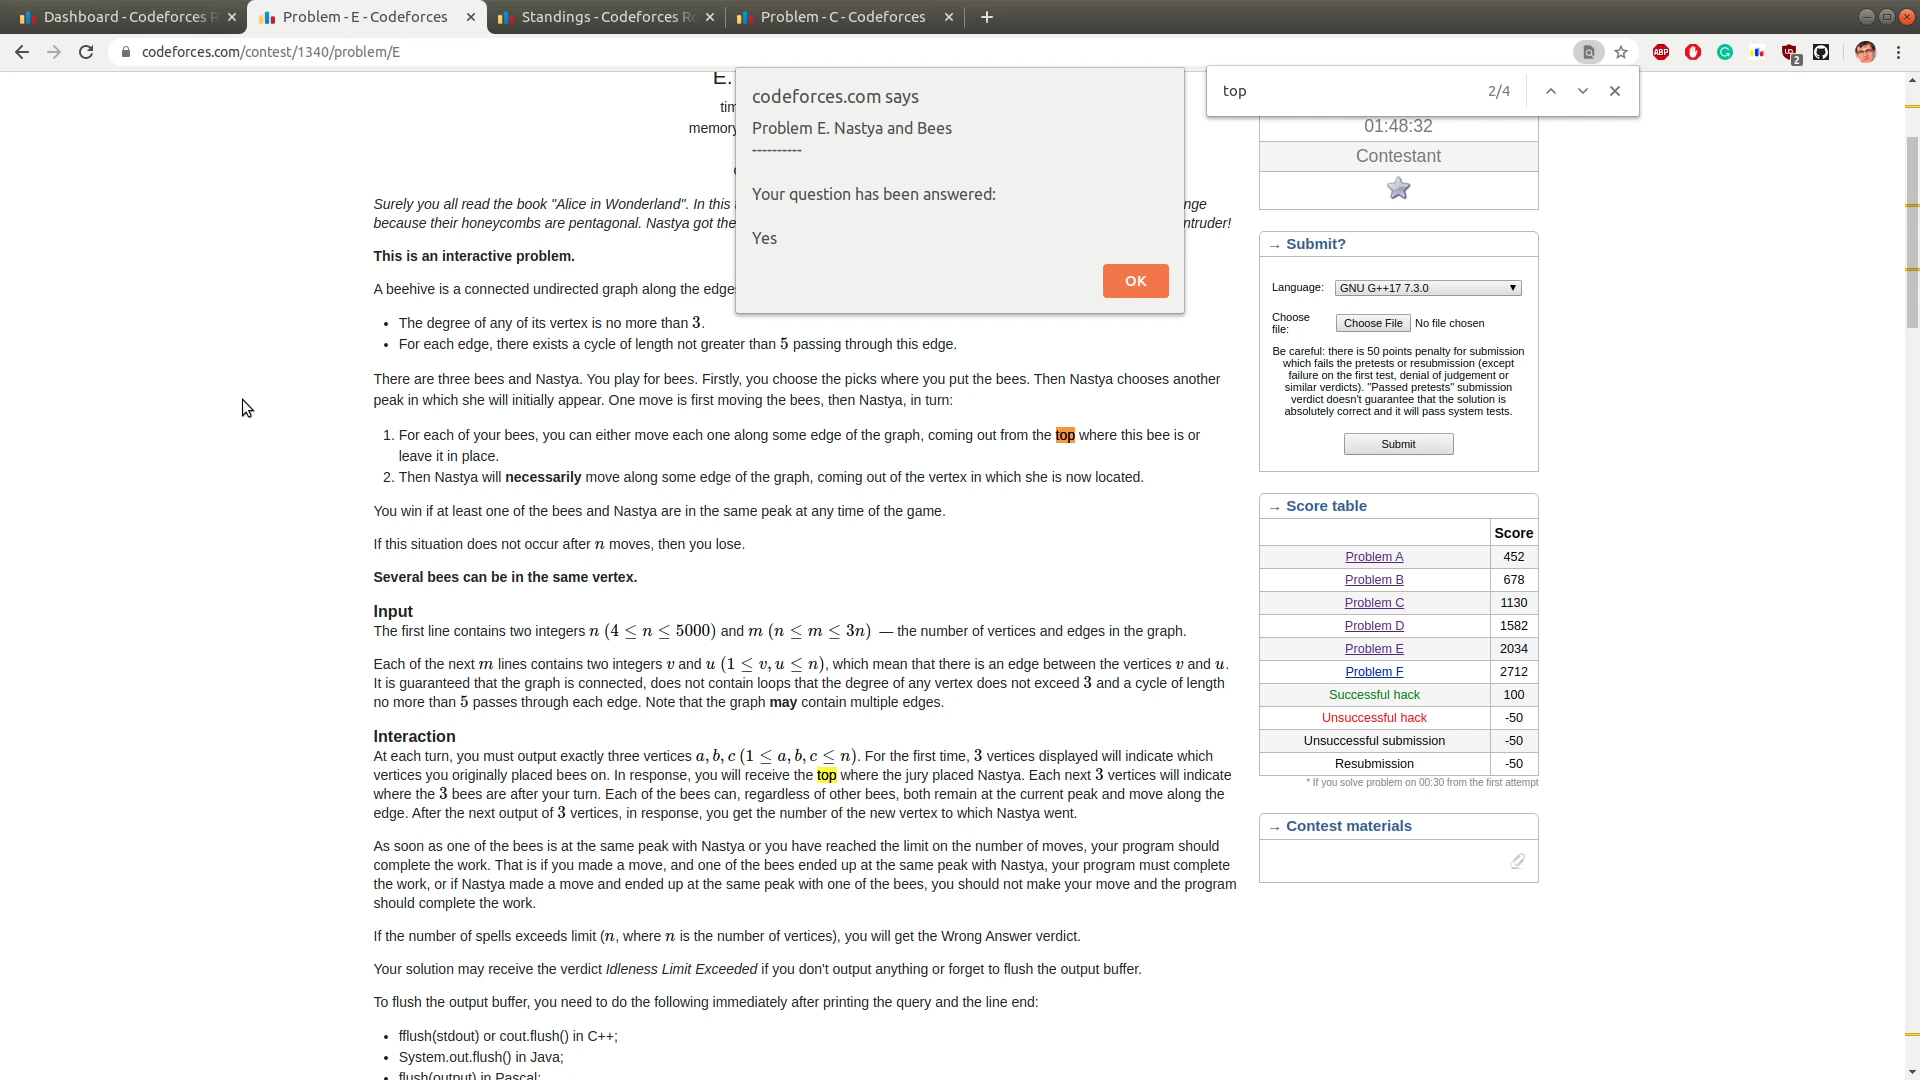 Dashboard - Codeforces R
Problem - E - Codeforces
Standings - Codeforces Ro
Problem - C - Codeforces
codeforces.com/contest/1340/problem/E
ABP
2
top
2/4
E.
tim
memory
codeforces.com says
Problem E. Nastya and Bees
----------
Your question has been answered:
Yes
OK
Surely you all read the book "Alice in Wonderland". In this
nge
because their honeycombs are pentagonal. Nastya got the
ntruder!
This is an interactive problem.
A beehive is a connected undirected graph along the edge
• The degree of any of its vertex is no more than 3.
• For each edge, there exists a cycle of length not greater than 5 passing through this edge.
There are three bees and Nastya. You play for bees. Firstly, you choose the picks where you put the bees. Then Nastya chooses another
peak in which she will initially appear. One move is first moving the bees, then Nastya, in turn:
1. For each of your bees, you can either move each one along some edge of the graph, coming out from the top where this bee is or
leave it in place.
2. Then Nastya will necessarily move along some edge of the graph, coming out of the vertex in which she is now located.
You win if at least one of the bees and Nastya are in the same peak at any time of the game.
If this situation does not occur after n moves, then you lose.
Several bees can be in the same vertex.
Input
The first line contains two integers n (4 ≤ n ≤ 5000) and m (n ≤ m ≤ 3n) — the number of vertices and edges in the graph.
Each of the next m lines contains two integers v and u (1 ≤ v, u ≤ n), which mean that there is an edge between the vertices v and u.
It is guaranteed that the graph is connected, does not contain loops that the degree of any vertex does not exceed 3 and a cycle of length
no more than 5 passes through each edge. Note that the graph may contain multiple edges.
Interaction
At each turn, you must output exactly three vertices a, b, c (1 ≤ a, b, c ≤ n). For the first time, 3 vertices displayed will indicate which
vertices you originally placed bees on. In response, you will receive the top where the jury placed Nastya. Each next 3 vertices will indicate
where the 3 bees are after your turn. Each of the bees can, regardless of other bees, both remain at the current peak and move along the
edge. After the next output of 3 vertices, in response, you get the number of the new vertex to which Nastya went.
As soon as one of the bees is at the same peak with Nastya or you have reached the limit on the number of moves, your program should
complete the work. That is if you made a move, and one of the bees ended up at the same peak with Nastya, your program must complete
the work, or if Nastya made a move and ended up at the same peak with one of the bees, you should not make your move and the program
should complete the work.
If the number of spells exceeds limit (n, where n is the number of vertices), you will get the Wrong Answer verdict.
Your solution may receive the verdict Idleness Limit Exceeded if you don't output anything or forget to flush the output buffer.
To flush the output buffer, you need to do the following immediately after printing the query and the line end:
• fflush(stdout) or cout.flush() in C++;
• System.out.flush() in Java;
• flush(output) in Pascal;
01:48:32
Contestant
→ Submit?
Language: GNU G++17 7.3.0
Choose
file:
Choose File No file chosen
Be careful: there is 50 points penalty for submission
which fails the pretests or resubmission (except
failure on the first test, denial of judgement or
similar verdicts). "Passed pretests" submission
verdict doesn't guarantee that the solution is
absolutely correct and it will pass system tests.
Submit
→ Score table
Score
Problem A 452
Problem B 678
Problem C 1130
Problem D 1582
Problem E 2034
Problem F 2712
Successful hack 100
Unsuccessful hack -50
Unsuccessful submission -50
Resubmission -50
* If you solve problem on 00:30 from the first attempt
→ Contest materials